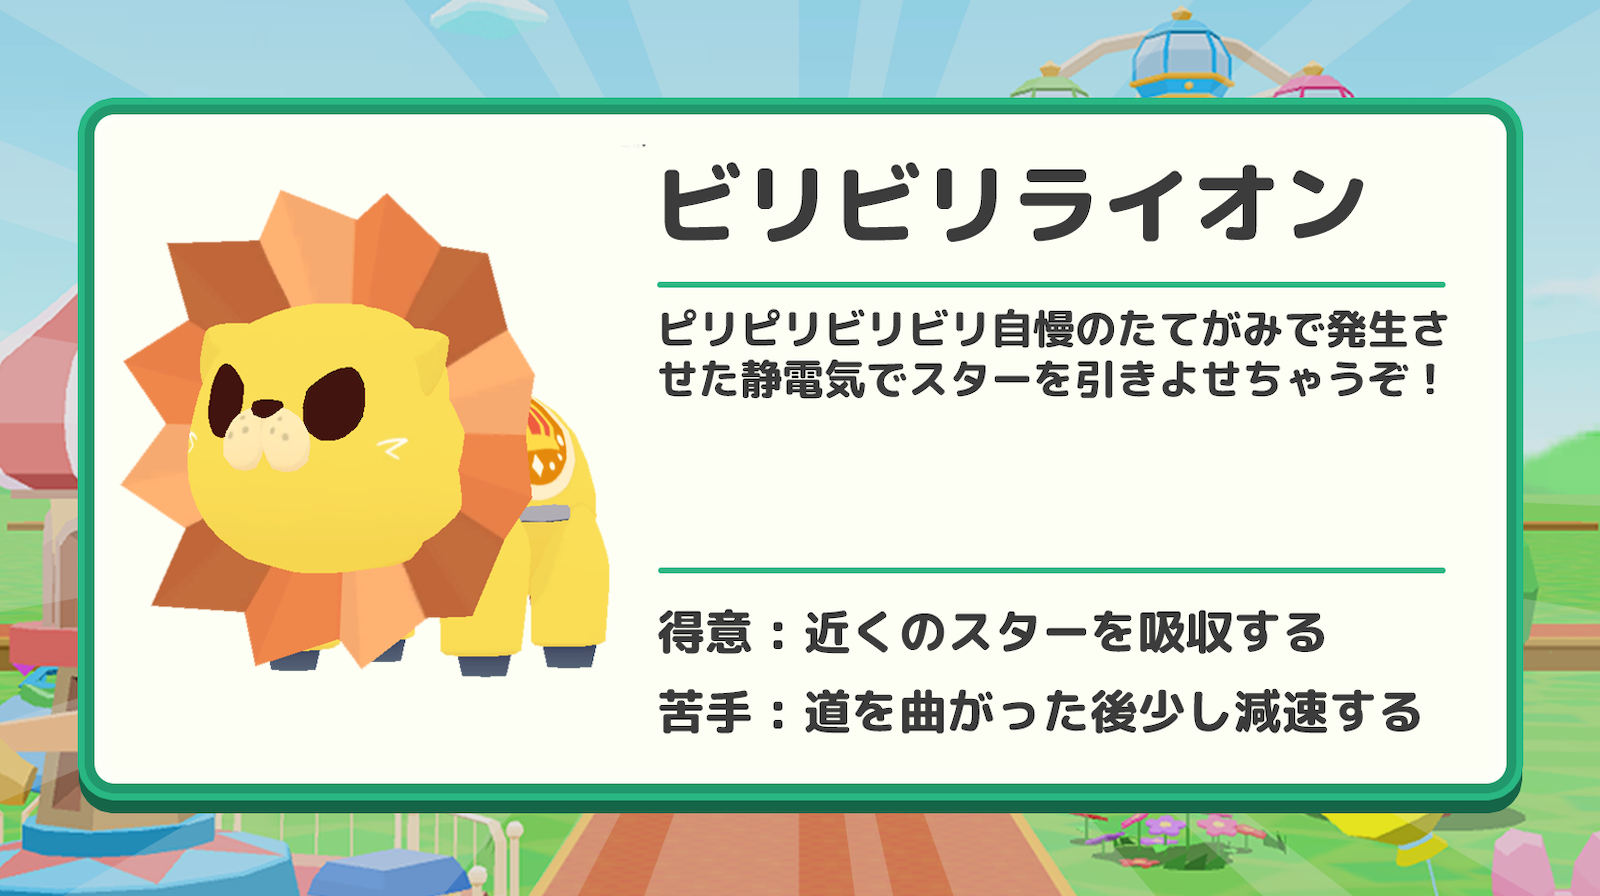 ビリビリライオン
ピリピリビリビリ自慢のたてがみで発生さ
せた静電気でスターを引きよせちゃうぞ！
得意：近くのスターを吸収する
苦手：道を曲がった後少し減速する